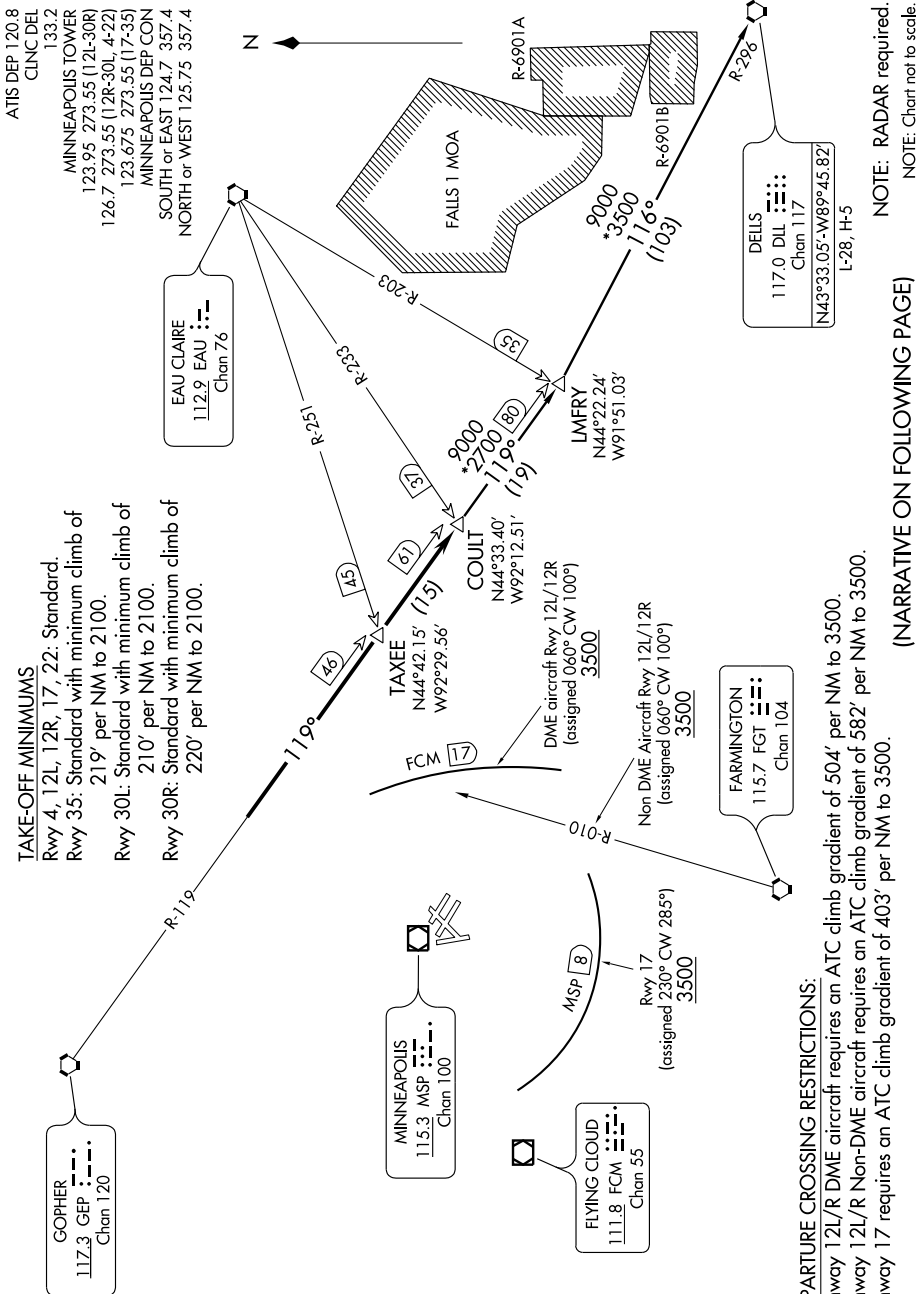 ATIS DEP 120.8
CLNC DEL
133.2
MINNEAPOLIS TOWER
123.95 273.55 (12L-30R)
126.7 273.55 (12R-30L, 4-22)
123.675 273.55 (17-35)
MINNEAPOLIS DEP CON
SOUTH or EAST 124.7 357.4
NORTH or WEST 125.75 357.4
TAKE-OFF MINIMUMS
Rwy 4, 12L, 12R, 17, 22: Standard.
Rwy 35: Standard with minimum climb of
219' per NM to 2100.
Rwy 30L: Standard with minimum climb of
210' per NM to 2100.
Rwy 30R: Standard with minimum climb of
220' per NM to 2100.
N
GOPHER
117.3 GEP
Chan 120
R-119
119°
EAU CLAIRE
112.9 EAU
Chan 76
R-251
R-233
R-203
46
45
TAXEE
N44°42.15'
W92°29.56'
(15)
61
37
COULT
N44°33.40'
W92°12.51'
9000
*2700
119°
(19)
80
35
LMFRY
N44°22.24'
W91°51.03'
9000
*3500
116°
(103)
R-296
FALLS 1 MOA
R-6901A
R-6901B
DELLS
117.0 DLL
Chan 117
N43°33.05'-W89°45.82'
L-28, H-5
MINNEAPOLIS
115.3 MSP
Chan 100
FCM 17
DME aircraft Rwy 12L/12R
(assigned 060° CW 100°)
3500
Non DME Aircraft Rwy 12L/12R
(assigned 060° CW 100°)
3500
R-010
FARMINGTON
115.7 FGT
Chan 104
MSP 8
Rwy 17
(assigned 230° CW 285°)
3500
FLYING CLOUD
111.8 FCM
Chan 55
PARTURE CROSSING RESTRICTIONS:
way 12L/R DME aircraft requires an ATC climb gradient of 504' per NM to 3500.
way 12L/R Non-DME aircraft requires an ATC climb gradient of 582' per NM to 3500.
way 17 requires an ATC climb gradient of 403' per NM to 3500.
(NARRATIVE ON FOLLOWING PAGE)
NOTE: RADAR required.
NOTE: Chart not to scale.